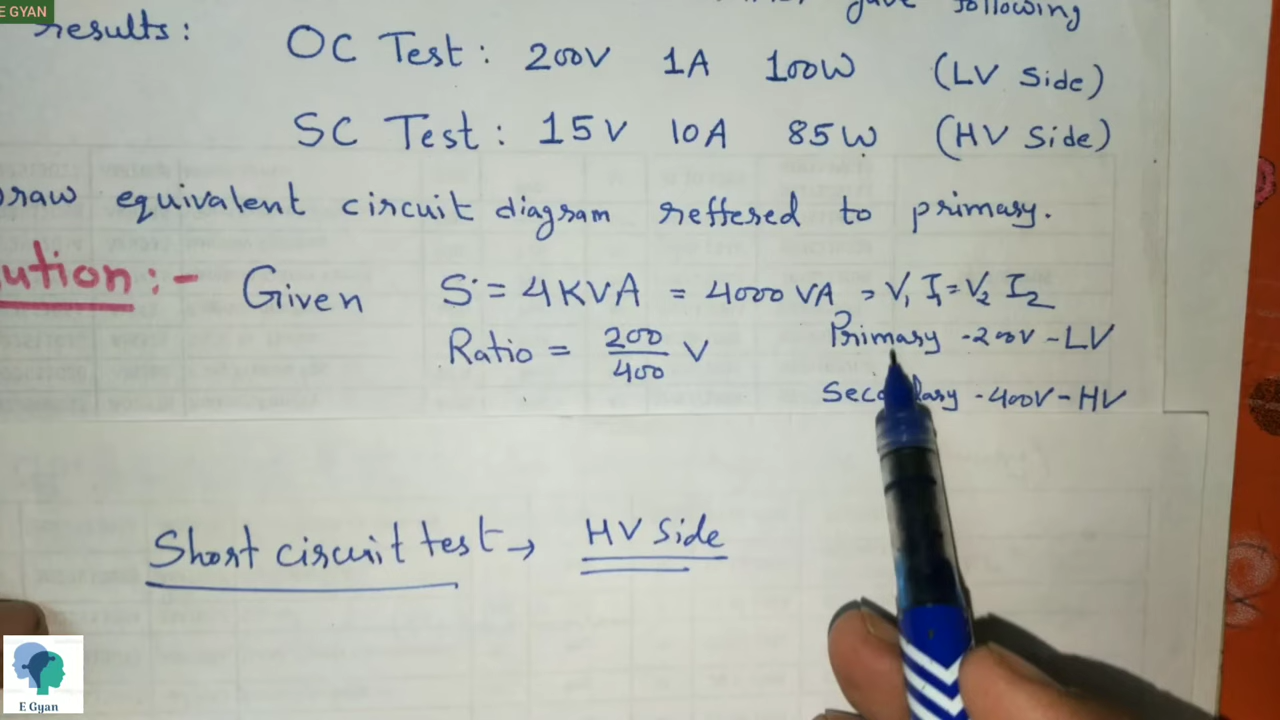 E GYAN
gave following
results:
OC Test: 200V 1A 100W (LV Side)
SC Test: 15V 10A 85W (HV Side)
raw equivalent circuit diagram reffered to primary.
ution:- Given S = 4KVA = 4000 VA = V₁ I₁ = V₂ I₂
Ratio = 200/400 V
Primary - 200V - LV
Secondary - 400V - HV
Short circuit test → HV Side
E Gyan